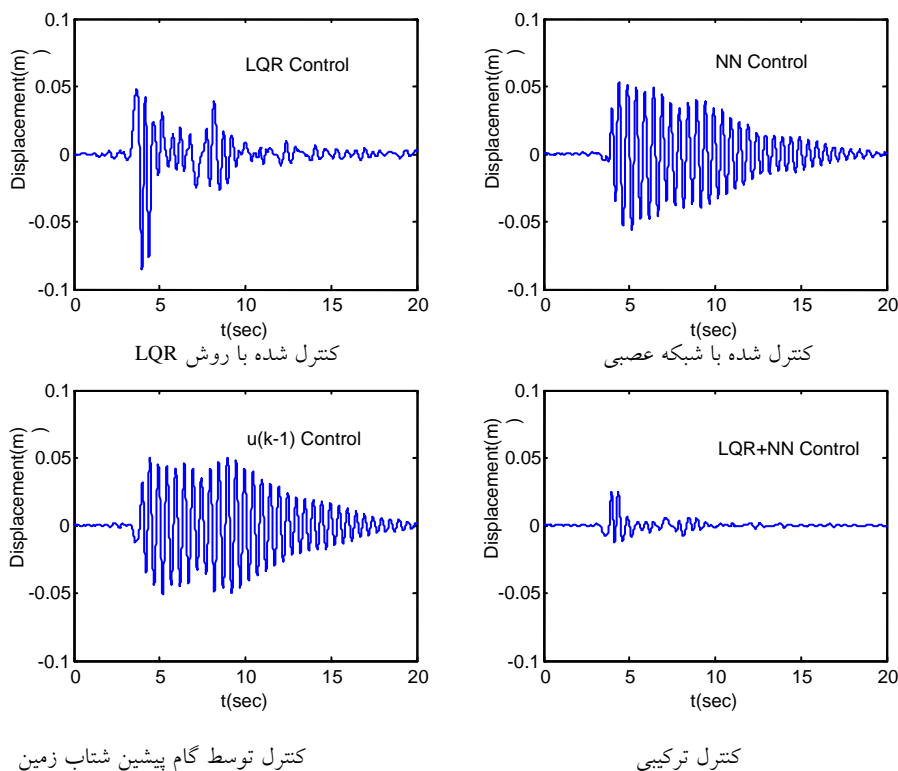 0.1
0.05
0
-0.05
-0.1
Displacement(m)
)
LQR Control
0 5 10 15 20
t(sec)
کنترل شده با روش LQR
0.1
0.05
0
-0.05
-0.1
Displacement(m)
)
NN Control
0 5 10 15 20
t(sec)
کنترل شده با شبکه عصبی
0.1
0.05
0
-0.05
-0.1
Displacement(m)
)
u(k-1) Control
0 5 10 15 20
t(sec)
کنترل توسط گام پیشین شتاب زمین
0.1
0.05
0
-0.05
-0.1
Displacement(m)
)
LQR+NN Control
0 5 10 15 20
t(sec)
کنترل ترکیبی